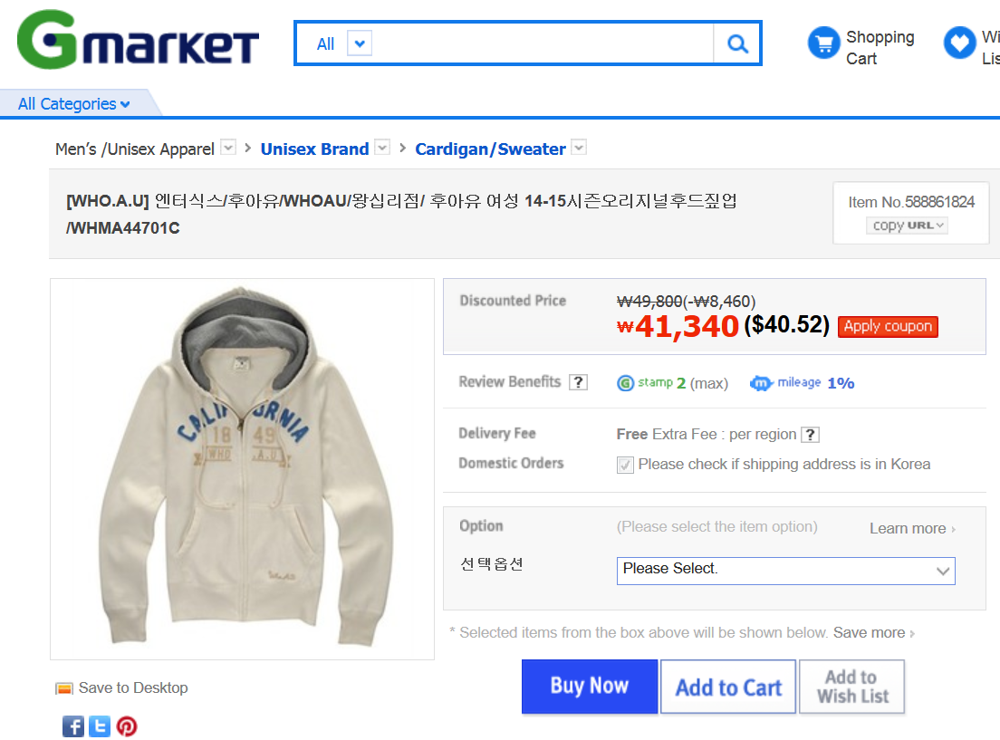 Gmarket
All
Shopping
Cart
Wi
Lis
All Categories
Men's /Unisex Apparel > Unisex Brand > Cardigan/Sweater
[WHO.A.U] 엔터식스/후아유/WHOAU/왕십리점/ 후아유 여성 14-15시즌오리지널후드짚업
/WHMA44701C
Item No.588861824
copy URL
CALIFORNIA
18 49
WHO .A.U
Discounted Price
₩49,800(-₩8,460)
₩41,340 ($40.52) Apply coupon
Review Benefits ? G stamp 2 (max) m mileage 1%
Delivery Fee Free Extra Fee : per region ?
Domestic Orders Please check if shipping address is in Korea
Option (Please select the item option) Learn more ›
선택옵션 Please Select.
* Selected items from the box above will be shown below. Save more ›
Buy Now
Add to Cart
Add to
Wish List
Save to Desktop